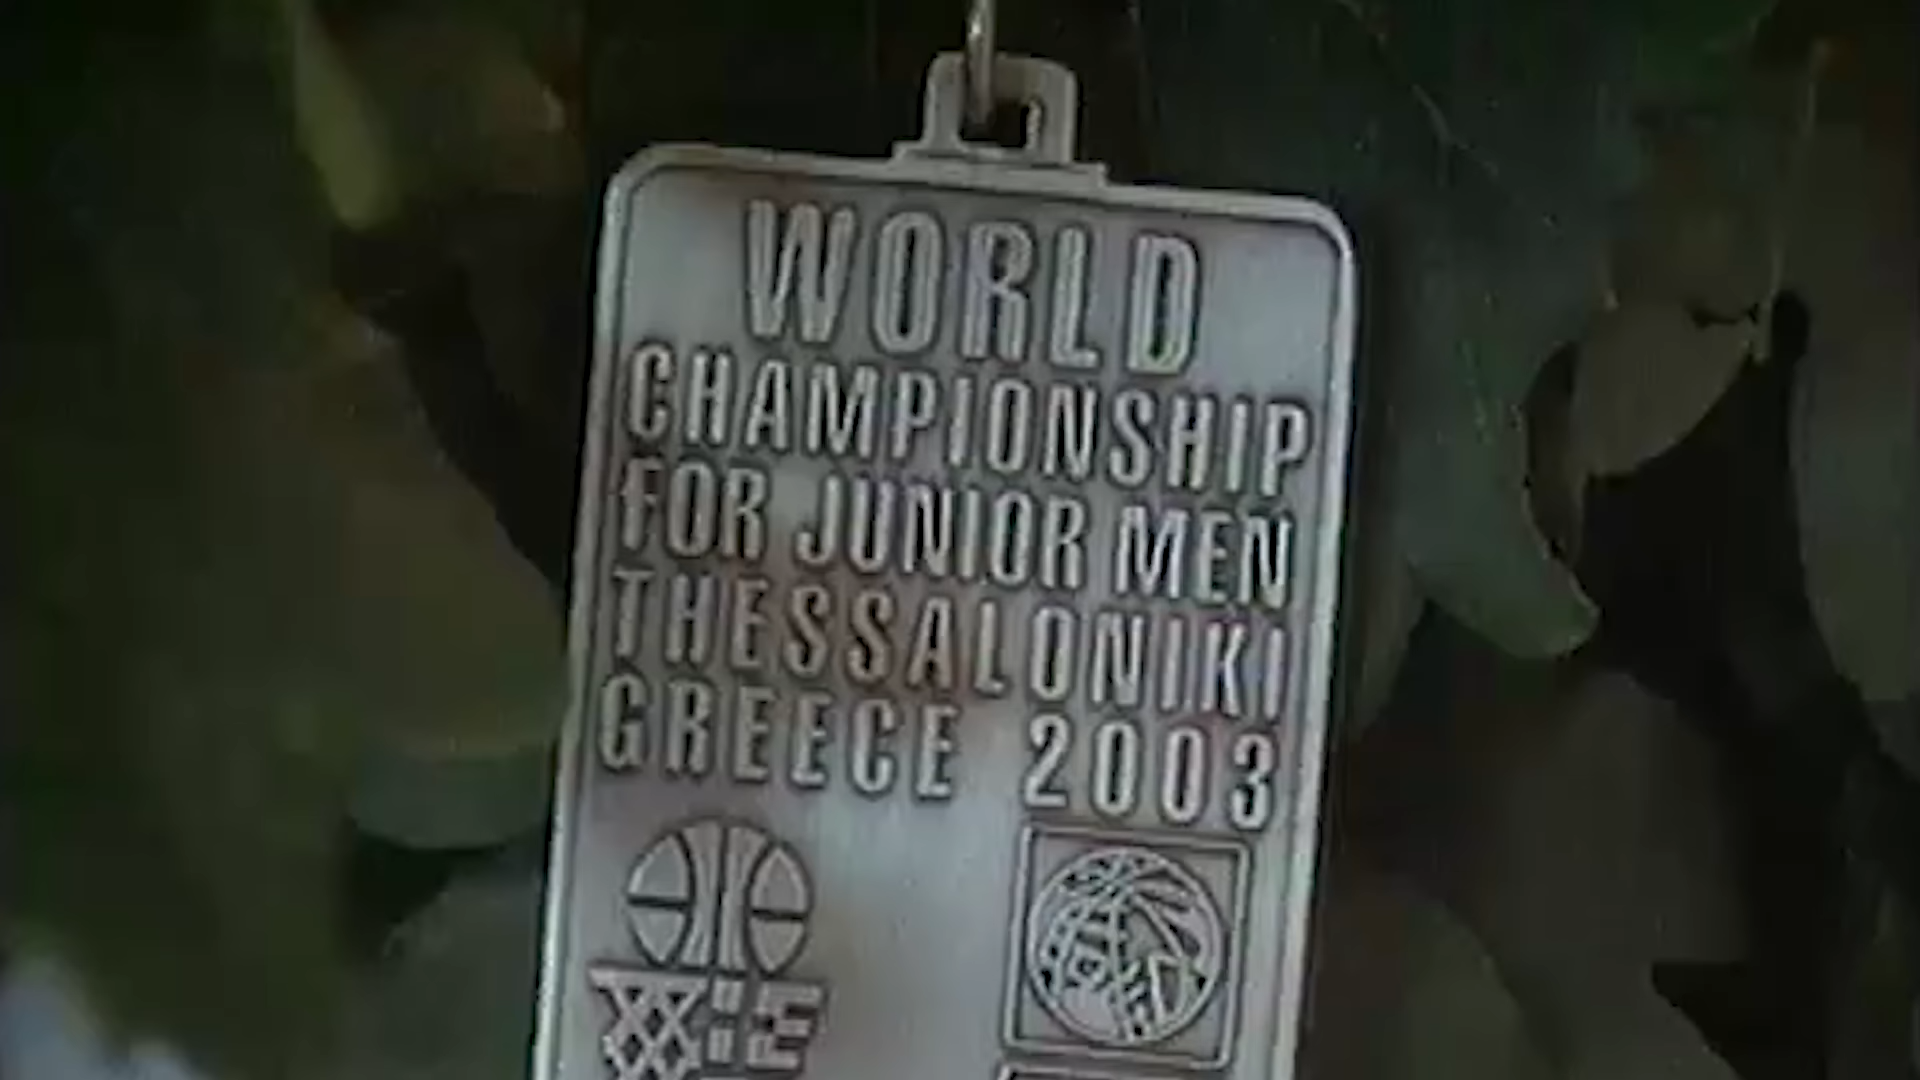 WORLD
CHAMPIONSHIP
FOR JUNIOR MEN
THESSALONIKI
GREECE 2003